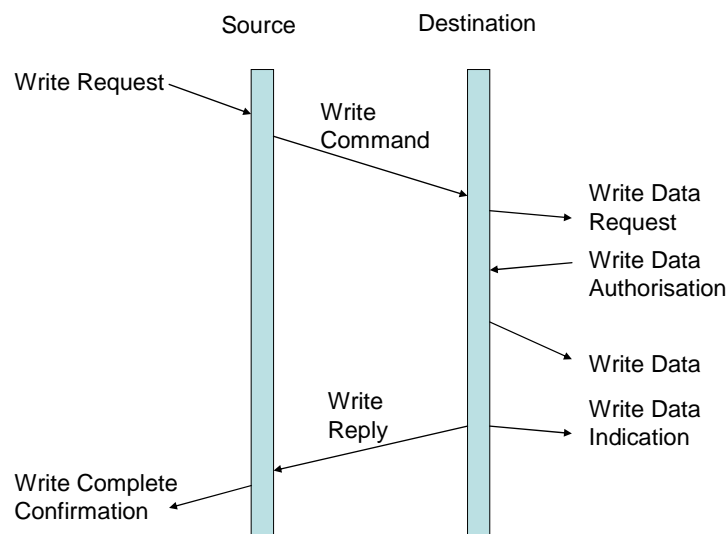 Source
Destination
Write Request
Write
Command
Write Data
Request
Write Data
Authorisation
Write Data
Write
Reply
Write Data
Indication
Write Complete
Confirmation